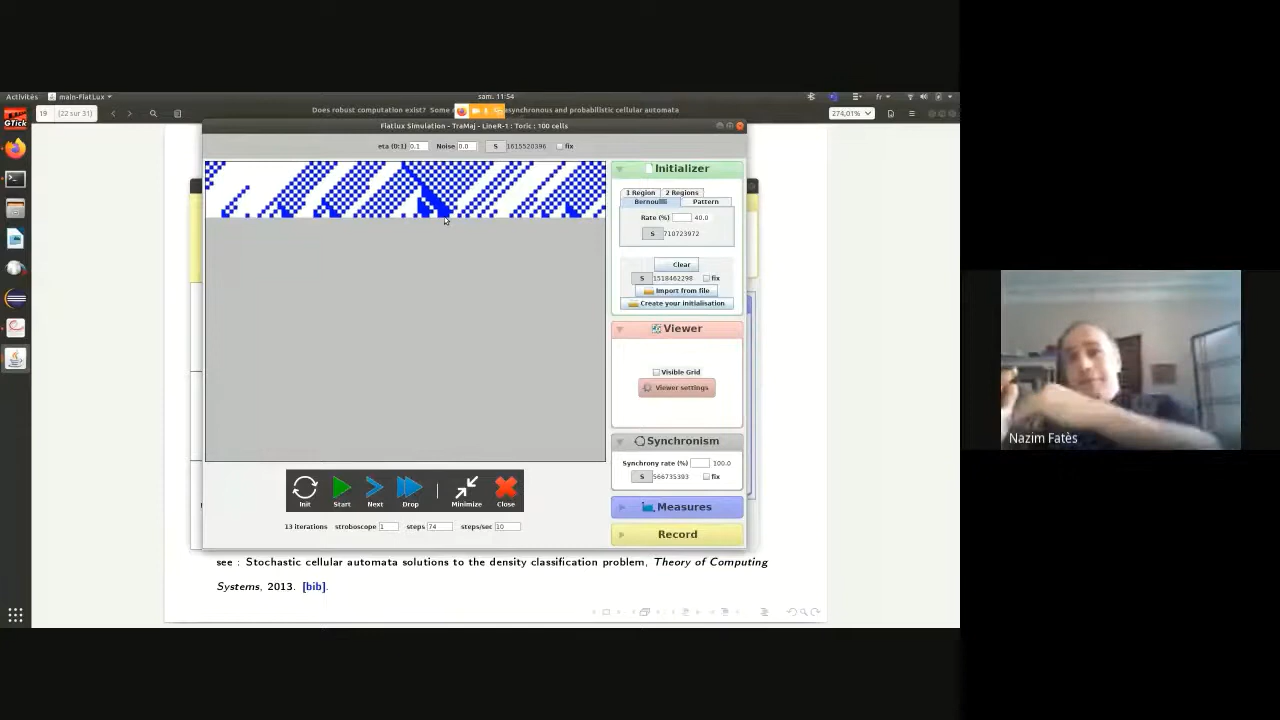 Activités
main-FlatLux
sam. 11:54
fr
19
(22 sur 31)
Does robust computation exist? Some
synchronous and probabilistic cellular automata
274,01%
GTick
FlatLux Simulation - TraMaj - LineR-1 : Toric : 100 cells
eta (0:1) 0.1 Noise 0.0 S 1615520396 fix
Initializer
1 Region 2 Regions
Bernoulli Pattern
Rate (%) 40.0
S 710723972
Clear
S 1518462298 fix
Import from file
Create your initialisation
Viewer
Visible Grid
Viewer settings
Synchronism
Synchrony rate (%) 100.0
S 566735393 fix
Measures
Record
Init Start Next Drop Minimize Close
13 iterations stroboscope 1 steps 74 steps/sec 10
see : Stochastic cellular automata solutions to the density classification problem, Theory of Computing
Systems, 2013. [bib].
Nazim Fatès